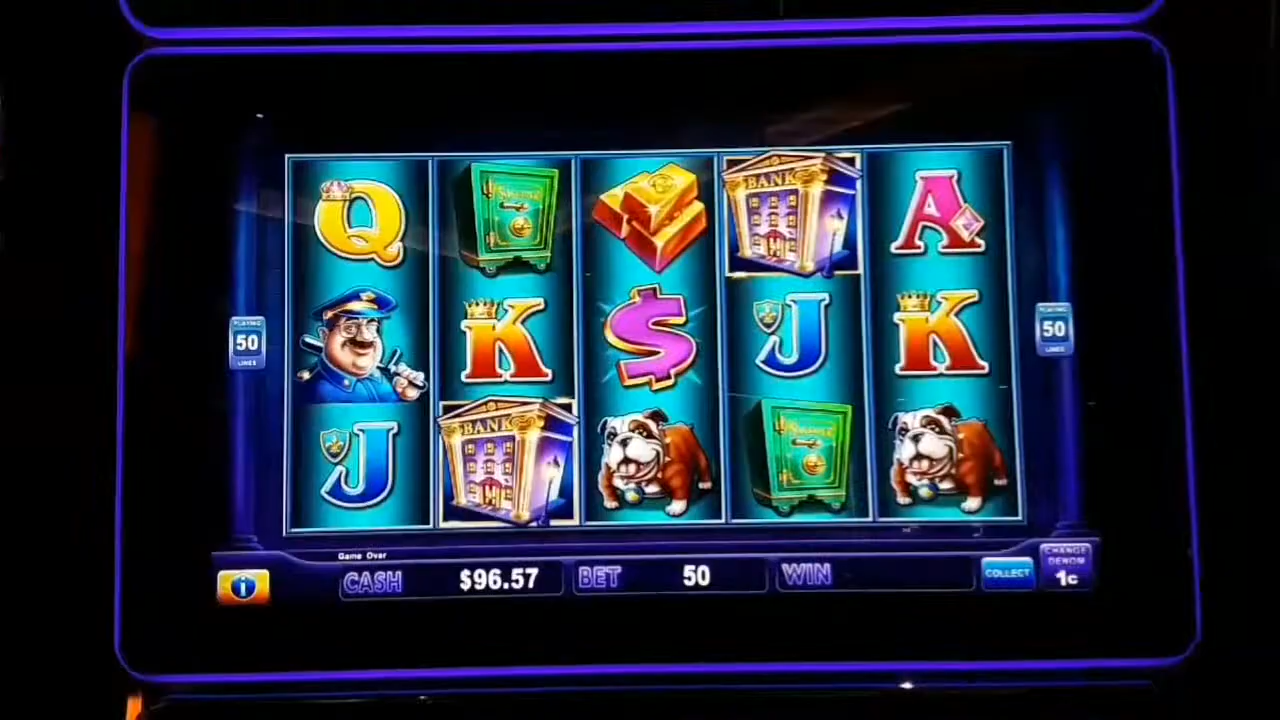 Q
BANK
A
PLAYING
50
LINES
K
$
J
K
PLAYING
50
LINES
J
BANK
Game Over
i
CASH $96.57
BET 50
WIN
COLLECT
CHANGE
DENOM
1c